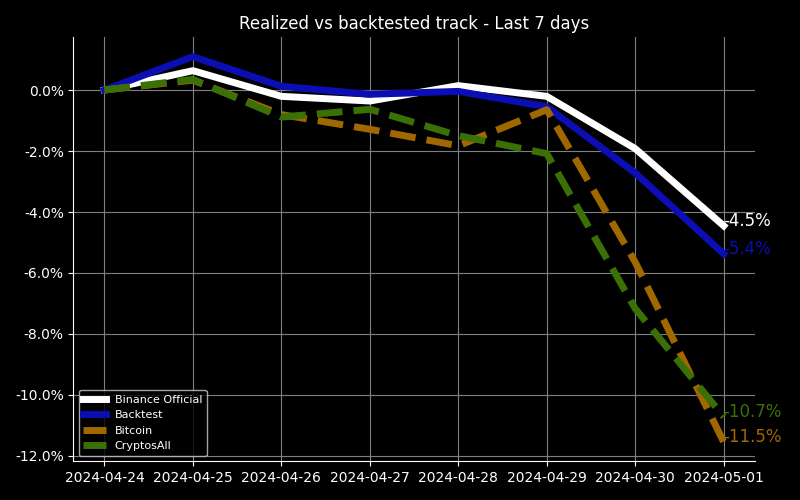 Realized vs backtested track - Last 7 days
0.0%
-2.0%
-4.0%
-6.0%
-8.0%
-10.0%
-12.0%
-4.5%
-5.4%
-10.7%
-11.5%
Binance Official
Backtest
Bitcoin
CryptosAll
2024-04-24 2024-04-25 2024-04-26 2024-04-27 2024-04-28 2024-04-29 2024-04-30 2024-05-01